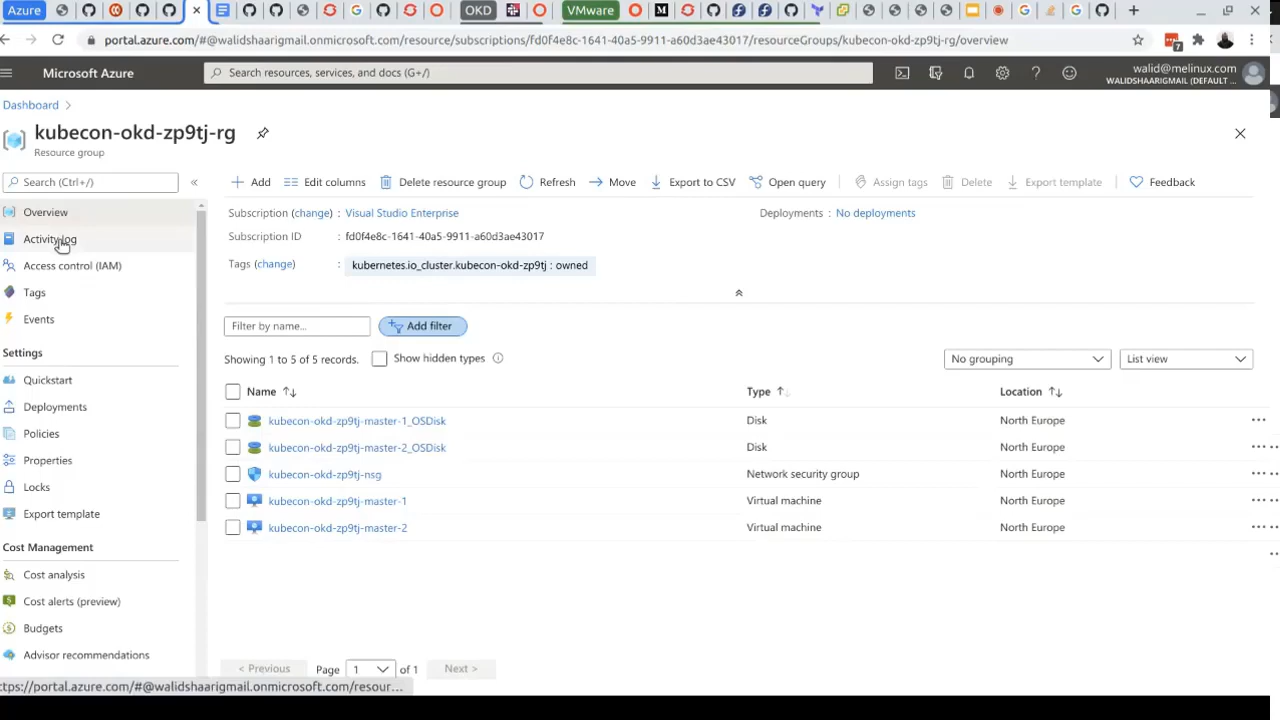 Azure
OKD
VMware
portal.azure.com/#@walidshaarigmail.onmicrosoft.com/resource/subscriptions/fd0f4e8c-1641-40a5-9911-a60d3ae43017/resourceGroups/kubecon-okd-zp9tj-rg/overview
7
Microsoft Azure
Search resources, services, and docs (G+/)
walid@melinux.com
WALIDSHAARIGMAIL (DEFAULT ...
Dashboard >
kubecon-okd-zp9tj-rg
Resource group
Search (Ctrl+/)
«
Add
Edit columns
Delete resource group
Refresh
Move
Export to CSV
Open query
Assign tags
Delete
Export template
Feedback
Overview
Activity log
Access control (IAM)
Tags
Events
Settings
Quickstart
Deployments
Policies
Properties
Locks
Export template
Cost Management
Cost analysis
Cost alerts (preview)
Budgets
Advisor recommendations
Subscription (change) : Visual Studio Enterprise
Deployments : No deployments
Subscription ID : fd0f4e8c-1641-40a5-9911-a60d3ae43017
Tags (change) : kubernetes.io_cluster.kubecon-okd-zp9tj : owned
Filter by name...
Add filter
Showing 1 to 5 of 5 records.
Show hidden types
No grouping
List view
Name Type Location
kubecon-okd-zp9tj-master-1_OSDisk Disk North Europe
kubecon-okd-zp9tj-master-2_OSDisk Disk North Europe
kubecon-okd-zp9tj-nsg Network security group North Europe
kubecon-okd-zp9tj-master-1 Virtual machine North Europe
kubecon-okd-zp9tj-master-2 Virtual machine North Europe
< Previous Page 1 of 1 Next >
ttps://portal.azure.com/#@walidshaarigmail.onmicrosoft.com/resour...